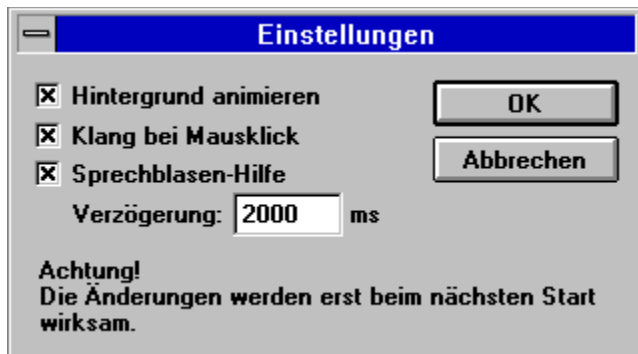 Einstellungen
Hintergrund animieren
Klang bei Mausklick
Sprechblasen-Hilfe
Verzögerung: 2000 ms
OK
Abbrechen
Achtung!
Die Änderungen werden erst beim nächsten Start
wirksam.